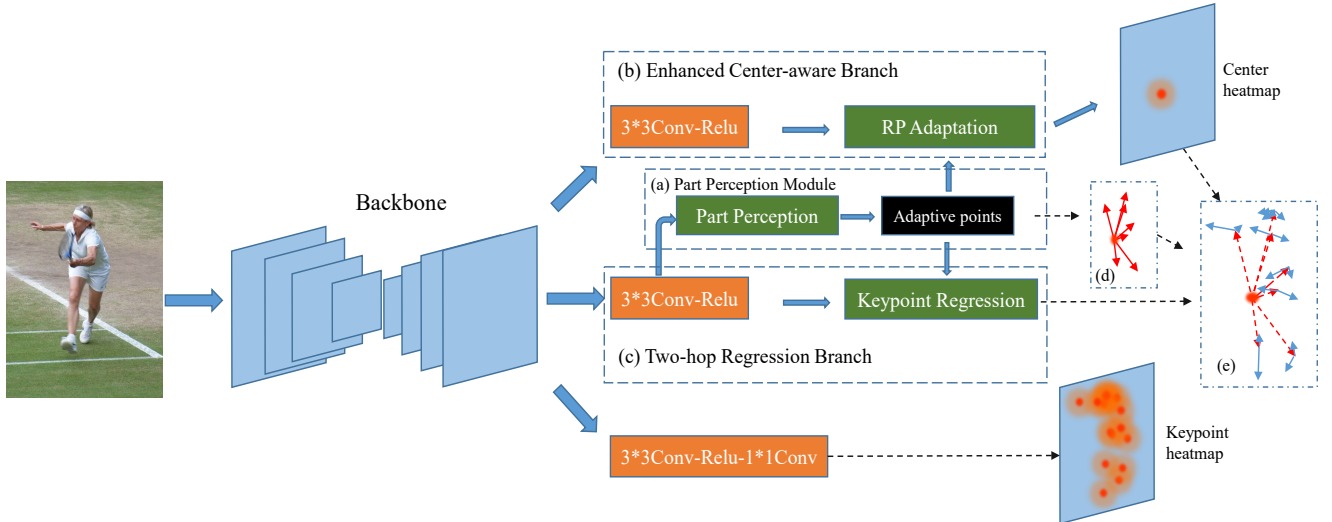 Backbone
(b) Enhanced Center-aware Branch
3*3Conv-Relu
RP Adaptation
Center
heatmap
(a) Part Perception Module
Part Perception
Adaptive points
(d)
3*3Conv-Relu
Keypoint Regression
(c) Two-hop Regression Branch
(e)
3*3Conv-Relu-1*1Conv
Keypoint
heatmap